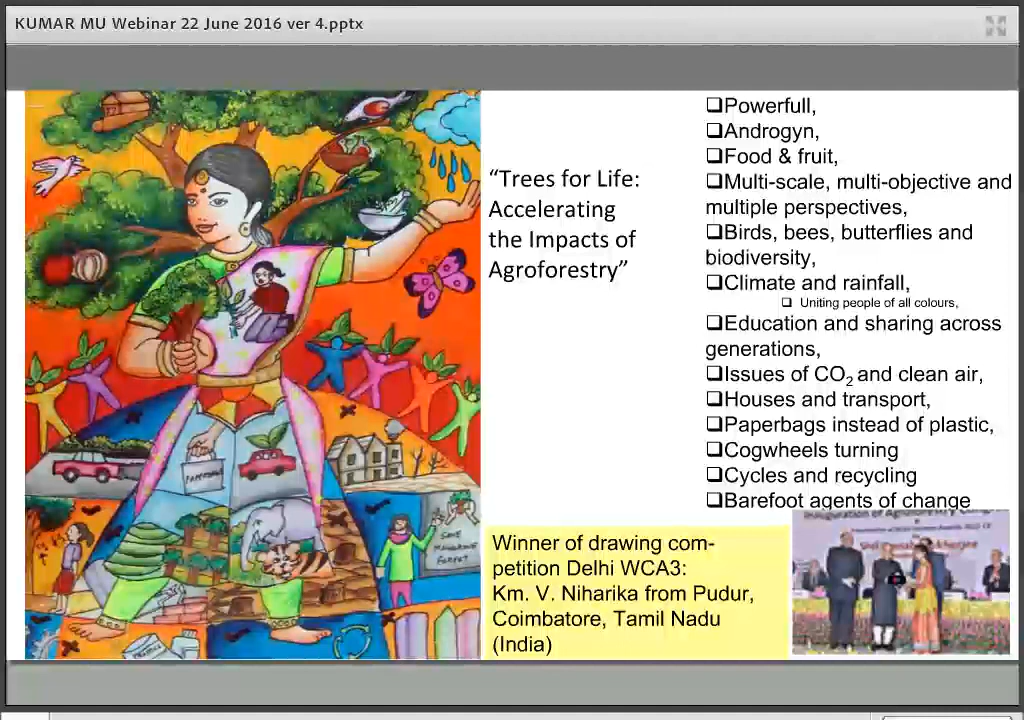 KUMAR MU Webinar 22 June 2016 ver 4.pptx
“Trees for Life:
Accelerating
the Impacts of
Agroforestry”
❑Powerfull,
❑Androgyn,
❑Food & fruit,
❑Multi-scale, multi-objective and
multiple perspectives,
❑Birds, bees, butterflies and
biodiversity,
❑Climate and rainfall,
❑ Uniting people of all colours,
❑Education and sharing across
generations,
❑Issues of CO2 and clean air,
❑Houses and transport,
❑Paperbags instead of plastic,
❑Cogwheels turning
❑Cycles and recycling
❑Barefoot agents of change
SAVE
FOREST
Winner of drawing com-
petition Delhi WCA3:
Km. V. Niharika from Pudur,
Coimbatore, Tamil Nadu
(India)